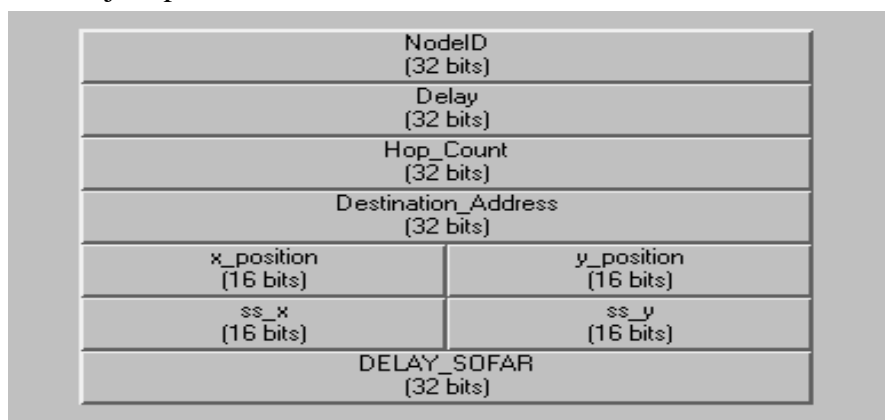 NodeID
(32 bits)
Delay
(32 bits)
Hop_Count
(32 bits)
Destination_Address
(32 bits)
x_position
(16 bits)
y_position
(16 bits)
ss_x
(16 bits)
ss_y
(16 bits)
DELAY_SOFAR
(32 bits)